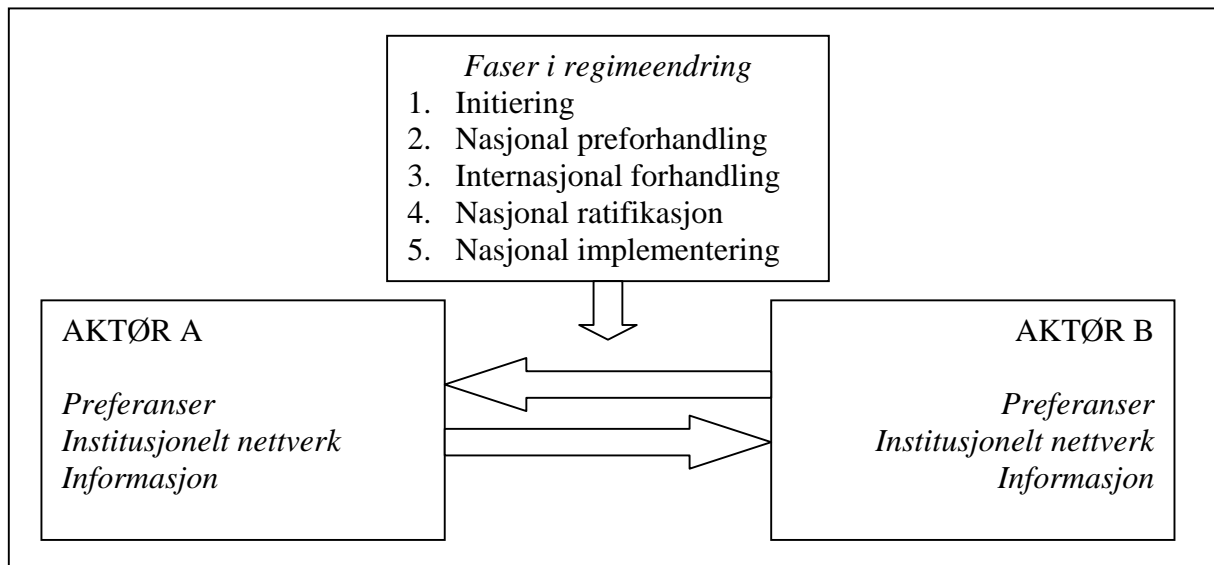 Faser i regimeendring
1. Initiering
2. Nasjonal preforhandling
3. Internasjonal forhandling
4. Nasjonal ratifikasjon
5. Nasjonal implementering
AKTØR A
Preferanser
Institusjonelt nettverk
Informasjon
AKTØR B
Preferanser
Institusjonelt nettverk
Informasjon